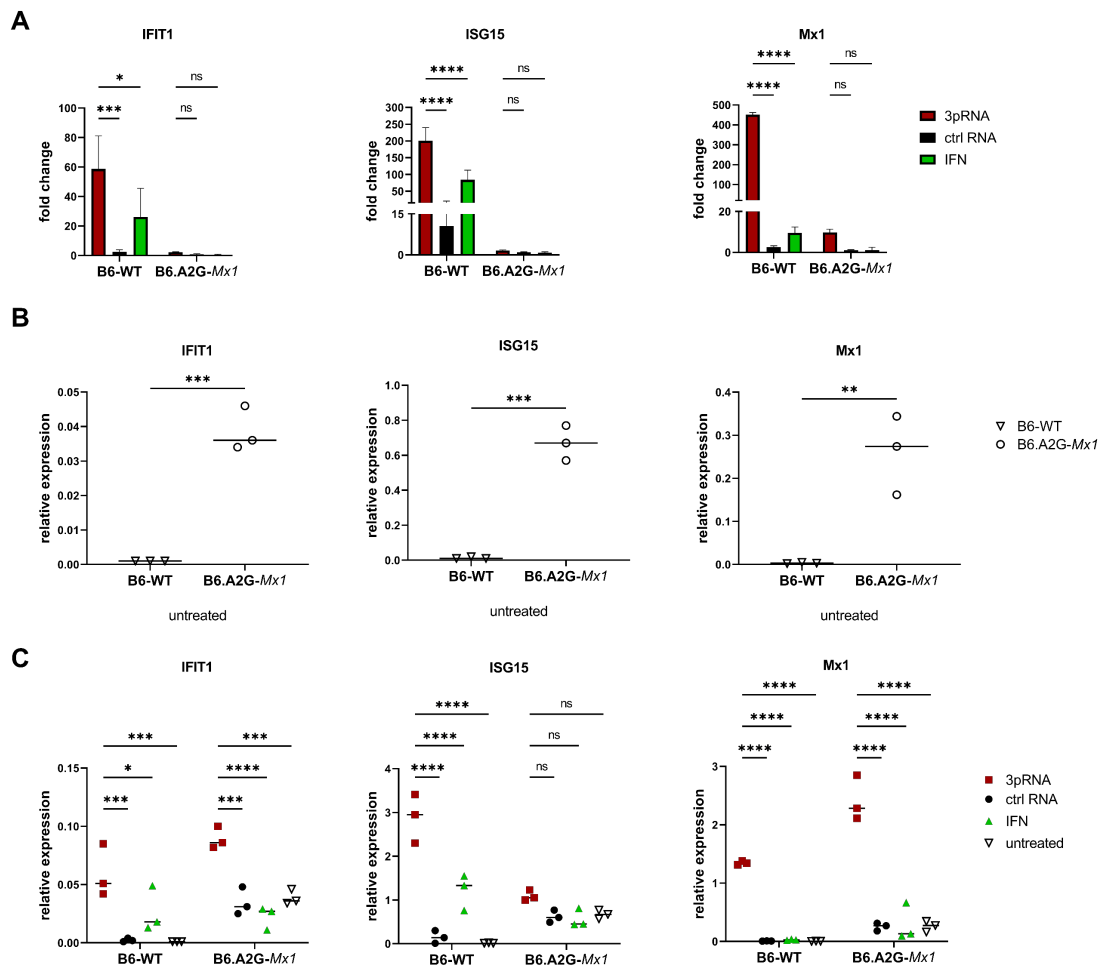 A
IFIT1
ISG15
Mx1
* ns
*** ns
**** ns
**** ns
**** ns
**** ns
fold change
100
80
60
40
20
0
B6-WT B6.A2G-Mx1
fold change
300
250
200
150
100
50
15
0
B6-WT B6.A2G-Mx1
fold change
500
400
300
200
20
0
B6-WT B6.A2G-Mx1
3pRNA
ctrl RNA
IFN
B
IFIT1
ISG15
Mx1
***
***
**
relative expression
0.05
0.04
0.03
0.02
0.01
0.00
B6-WT B6.A2G-Mx1
untreated
relative expression
1.0
0.8
0.6
0.4
0.2
0.0
B6-WT B6.A2G-Mx1
untreated
relative expression
0.4
0.3
0.2
0.1
0.0
B6-WT B6.A2G-Mx1
untreated
B6-WT
B6.A2G-Mx1
C
IFIT1
ISG15
Mx1
*** ***
* ****
*** ***
**** ns
**** ns
**** ns
**** ****
**** ****
**** ****
relative expression
0.15
0.10
0.05
0.00
B6-WT B6.A2G-Mx1
relative expression
4
3
2
1
0
B6-WT B6.A2G-Mx1
relative expression
3
2
1
0
B6-WT B6.A2G-Mx1
3pRNA
ctrl RNA
IFN
untreated